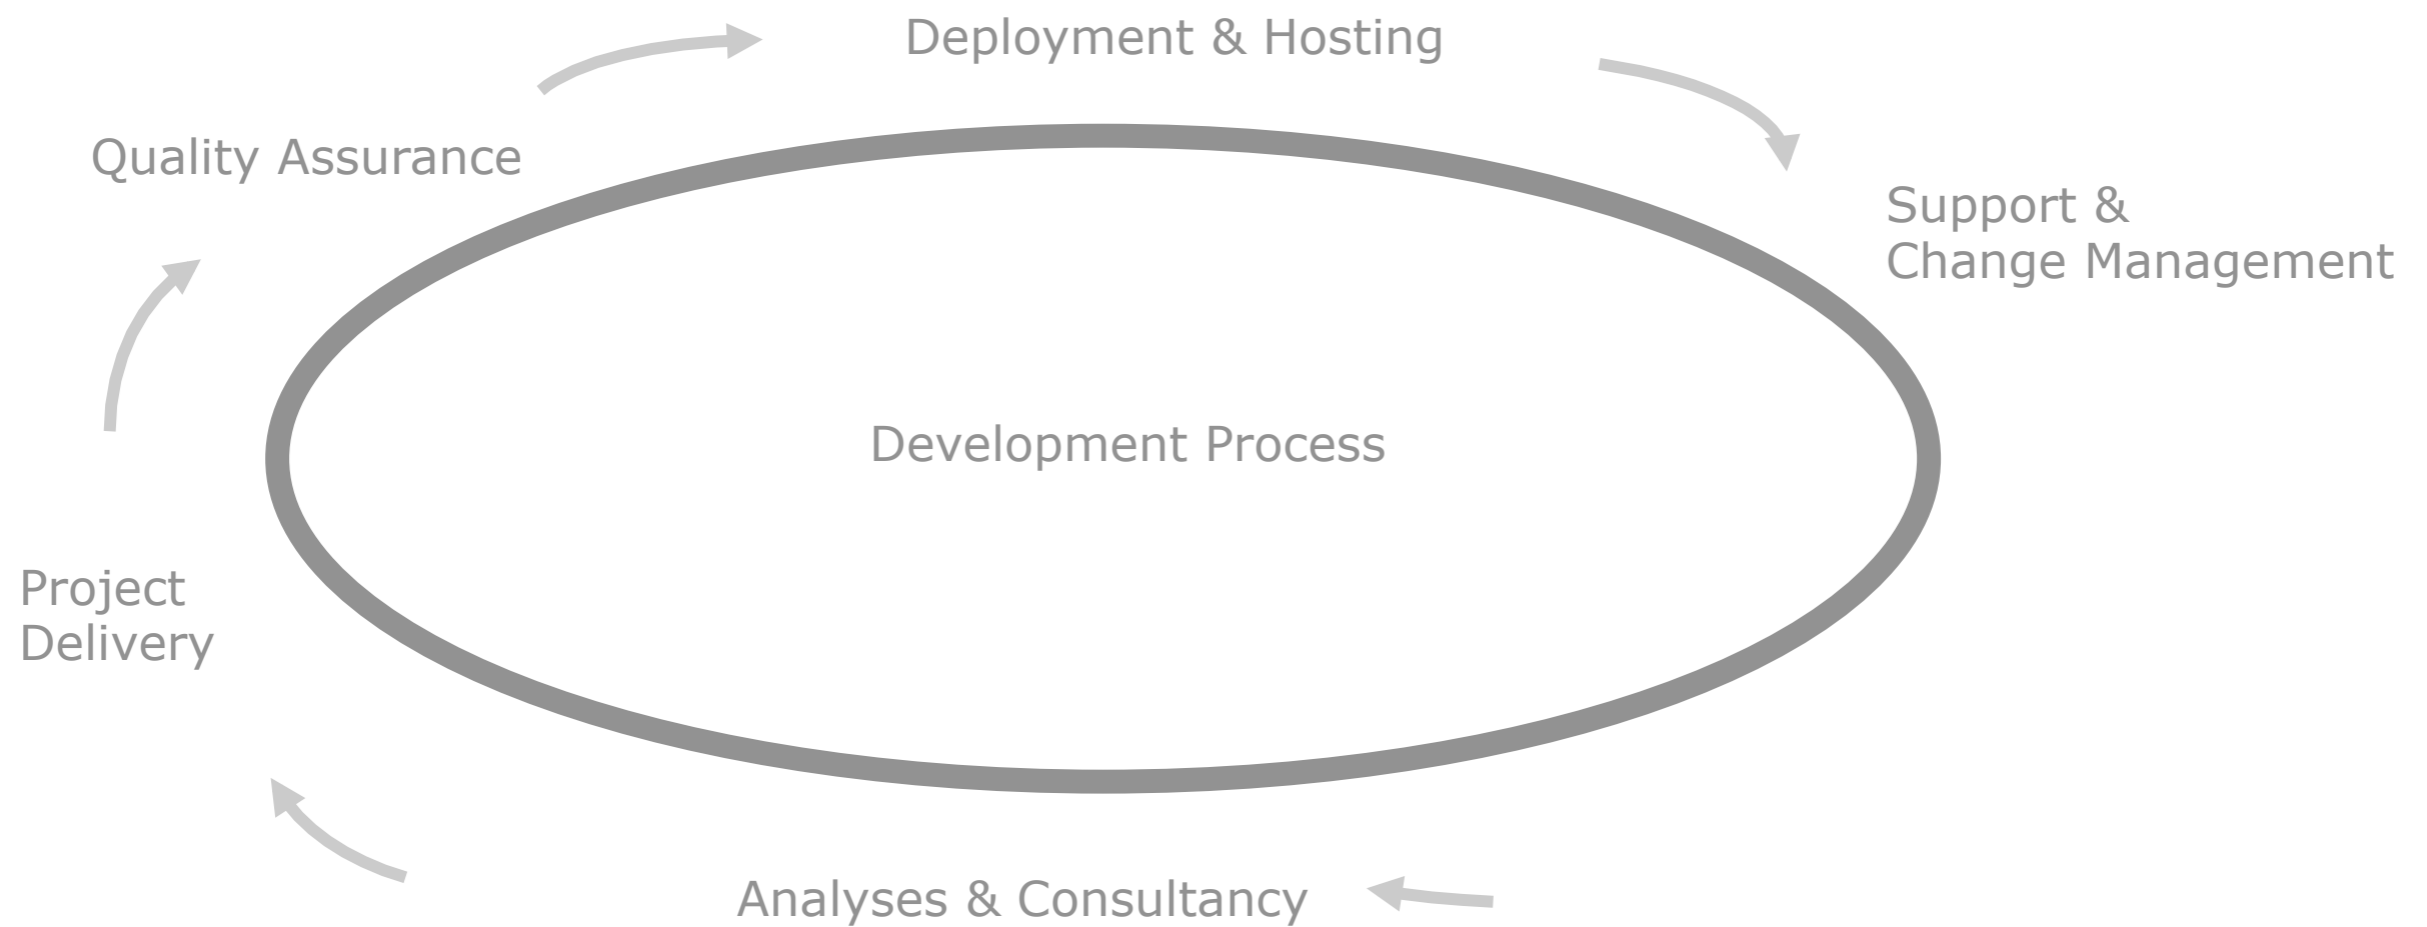 Deployment & Hosting
Quality Assurance
Support &
Change Management
Development Process
Project
Delivery
Analyses & Consultancy